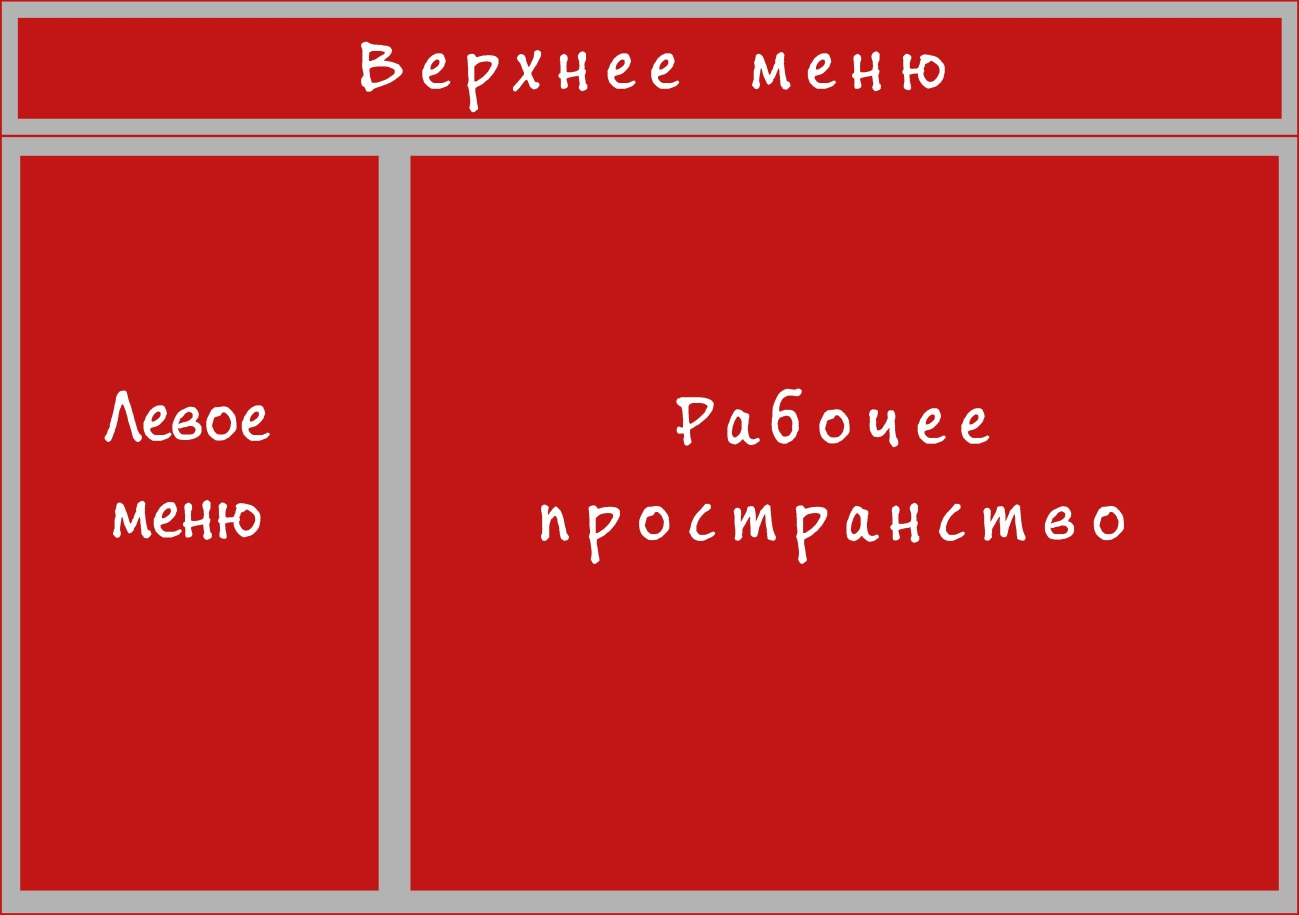 Верхнее меню
Левое
меню
Рабочее
пространство